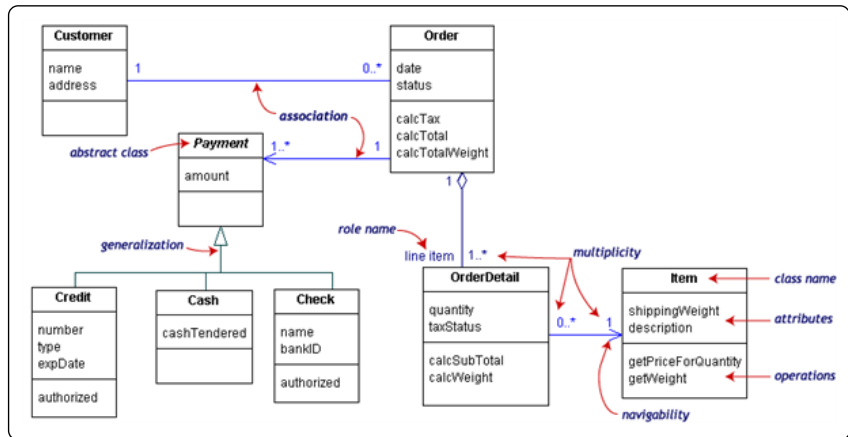 Customer
name
address
1
0..*
Order
date
status
calcTax
calcTotal
calcTotalWeight
association
abstract class
Payment
amount
1..*
1
1
generalization
role name
line item
1..*
multiplicity
Credit
number
type
expDate
authorized
Cash
cashTendered
Check
name
bankID
authorized
OrderDetail
quantity
taxStatus
calcSubTotal
calcWeight
0..*
1
Item
shippingWeight
description
getPriceForQuantity
getWeight
class name
attributes
operations
navigability